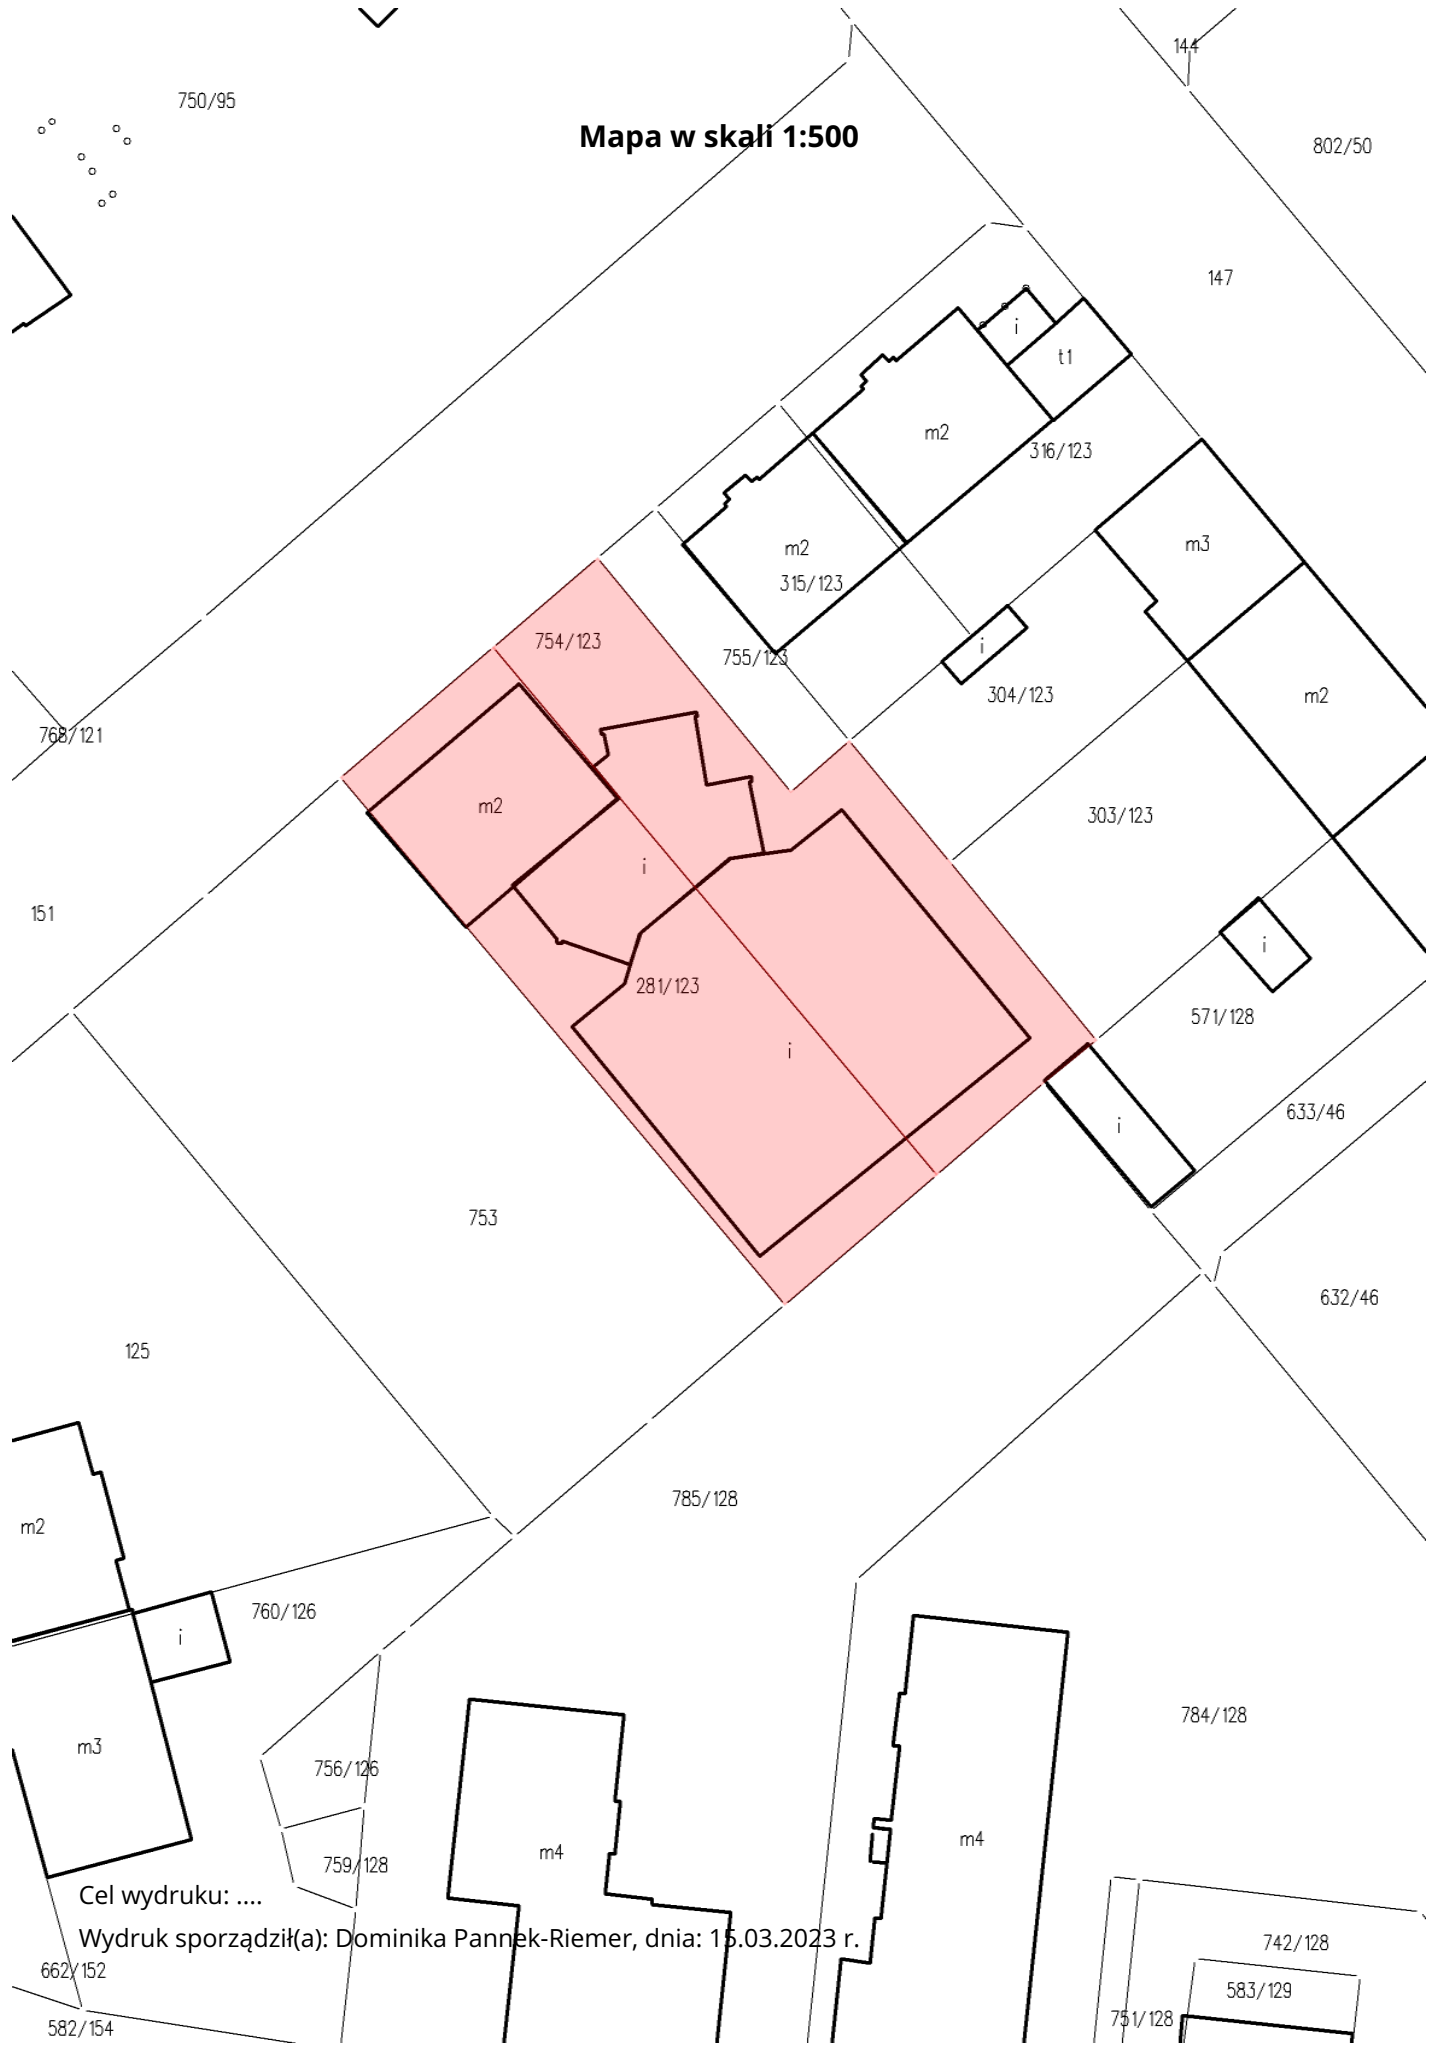 144
750/95
Mapa w skali 1:500
802/50
147
i
t1
m2
316/123
m3
m2
315/123
754/123
i
755/123
304/123
m2
768/121
m2
303/123
i
151
i
281/123
571/128
i
633/46
i
753
632/46
125
785/128
m2
760/126
i
784/128
m3
756/126
m4
m4
759/128
Cel wydruku: ....
Wydruk sporządził(a): Dominika Pannek-Riemer, dnia: 15.03.2023 r.
742/128
662/152
583/129
751/128
582/154